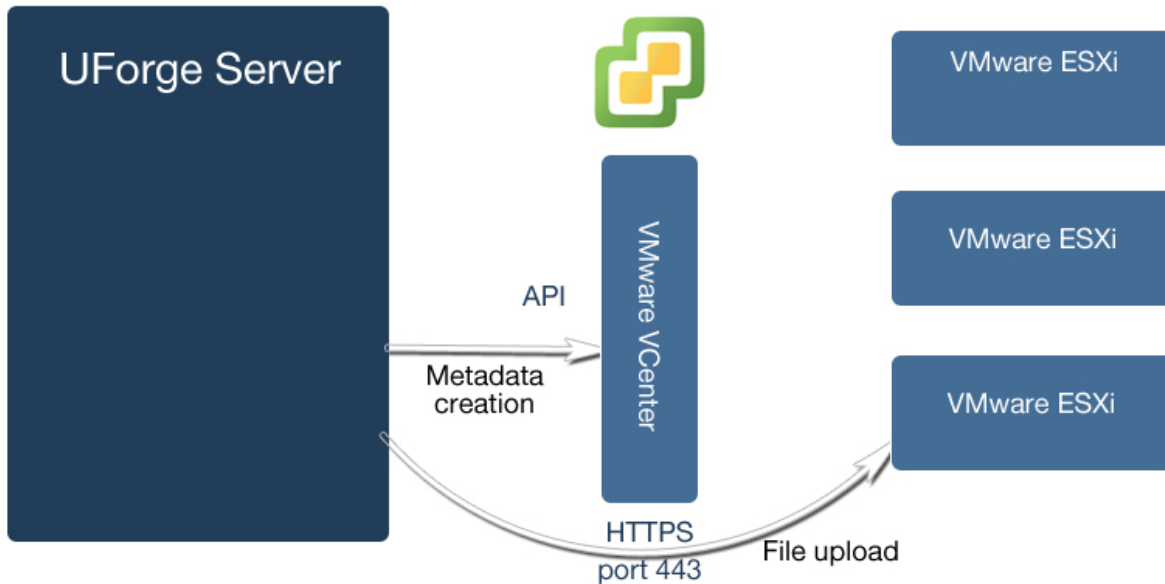 UForge Server
VMware ESXi
VMware ESXi
VMware VCenter
API
Metadata
creation
VMware ESXi
HTTPS
port 443
File upload